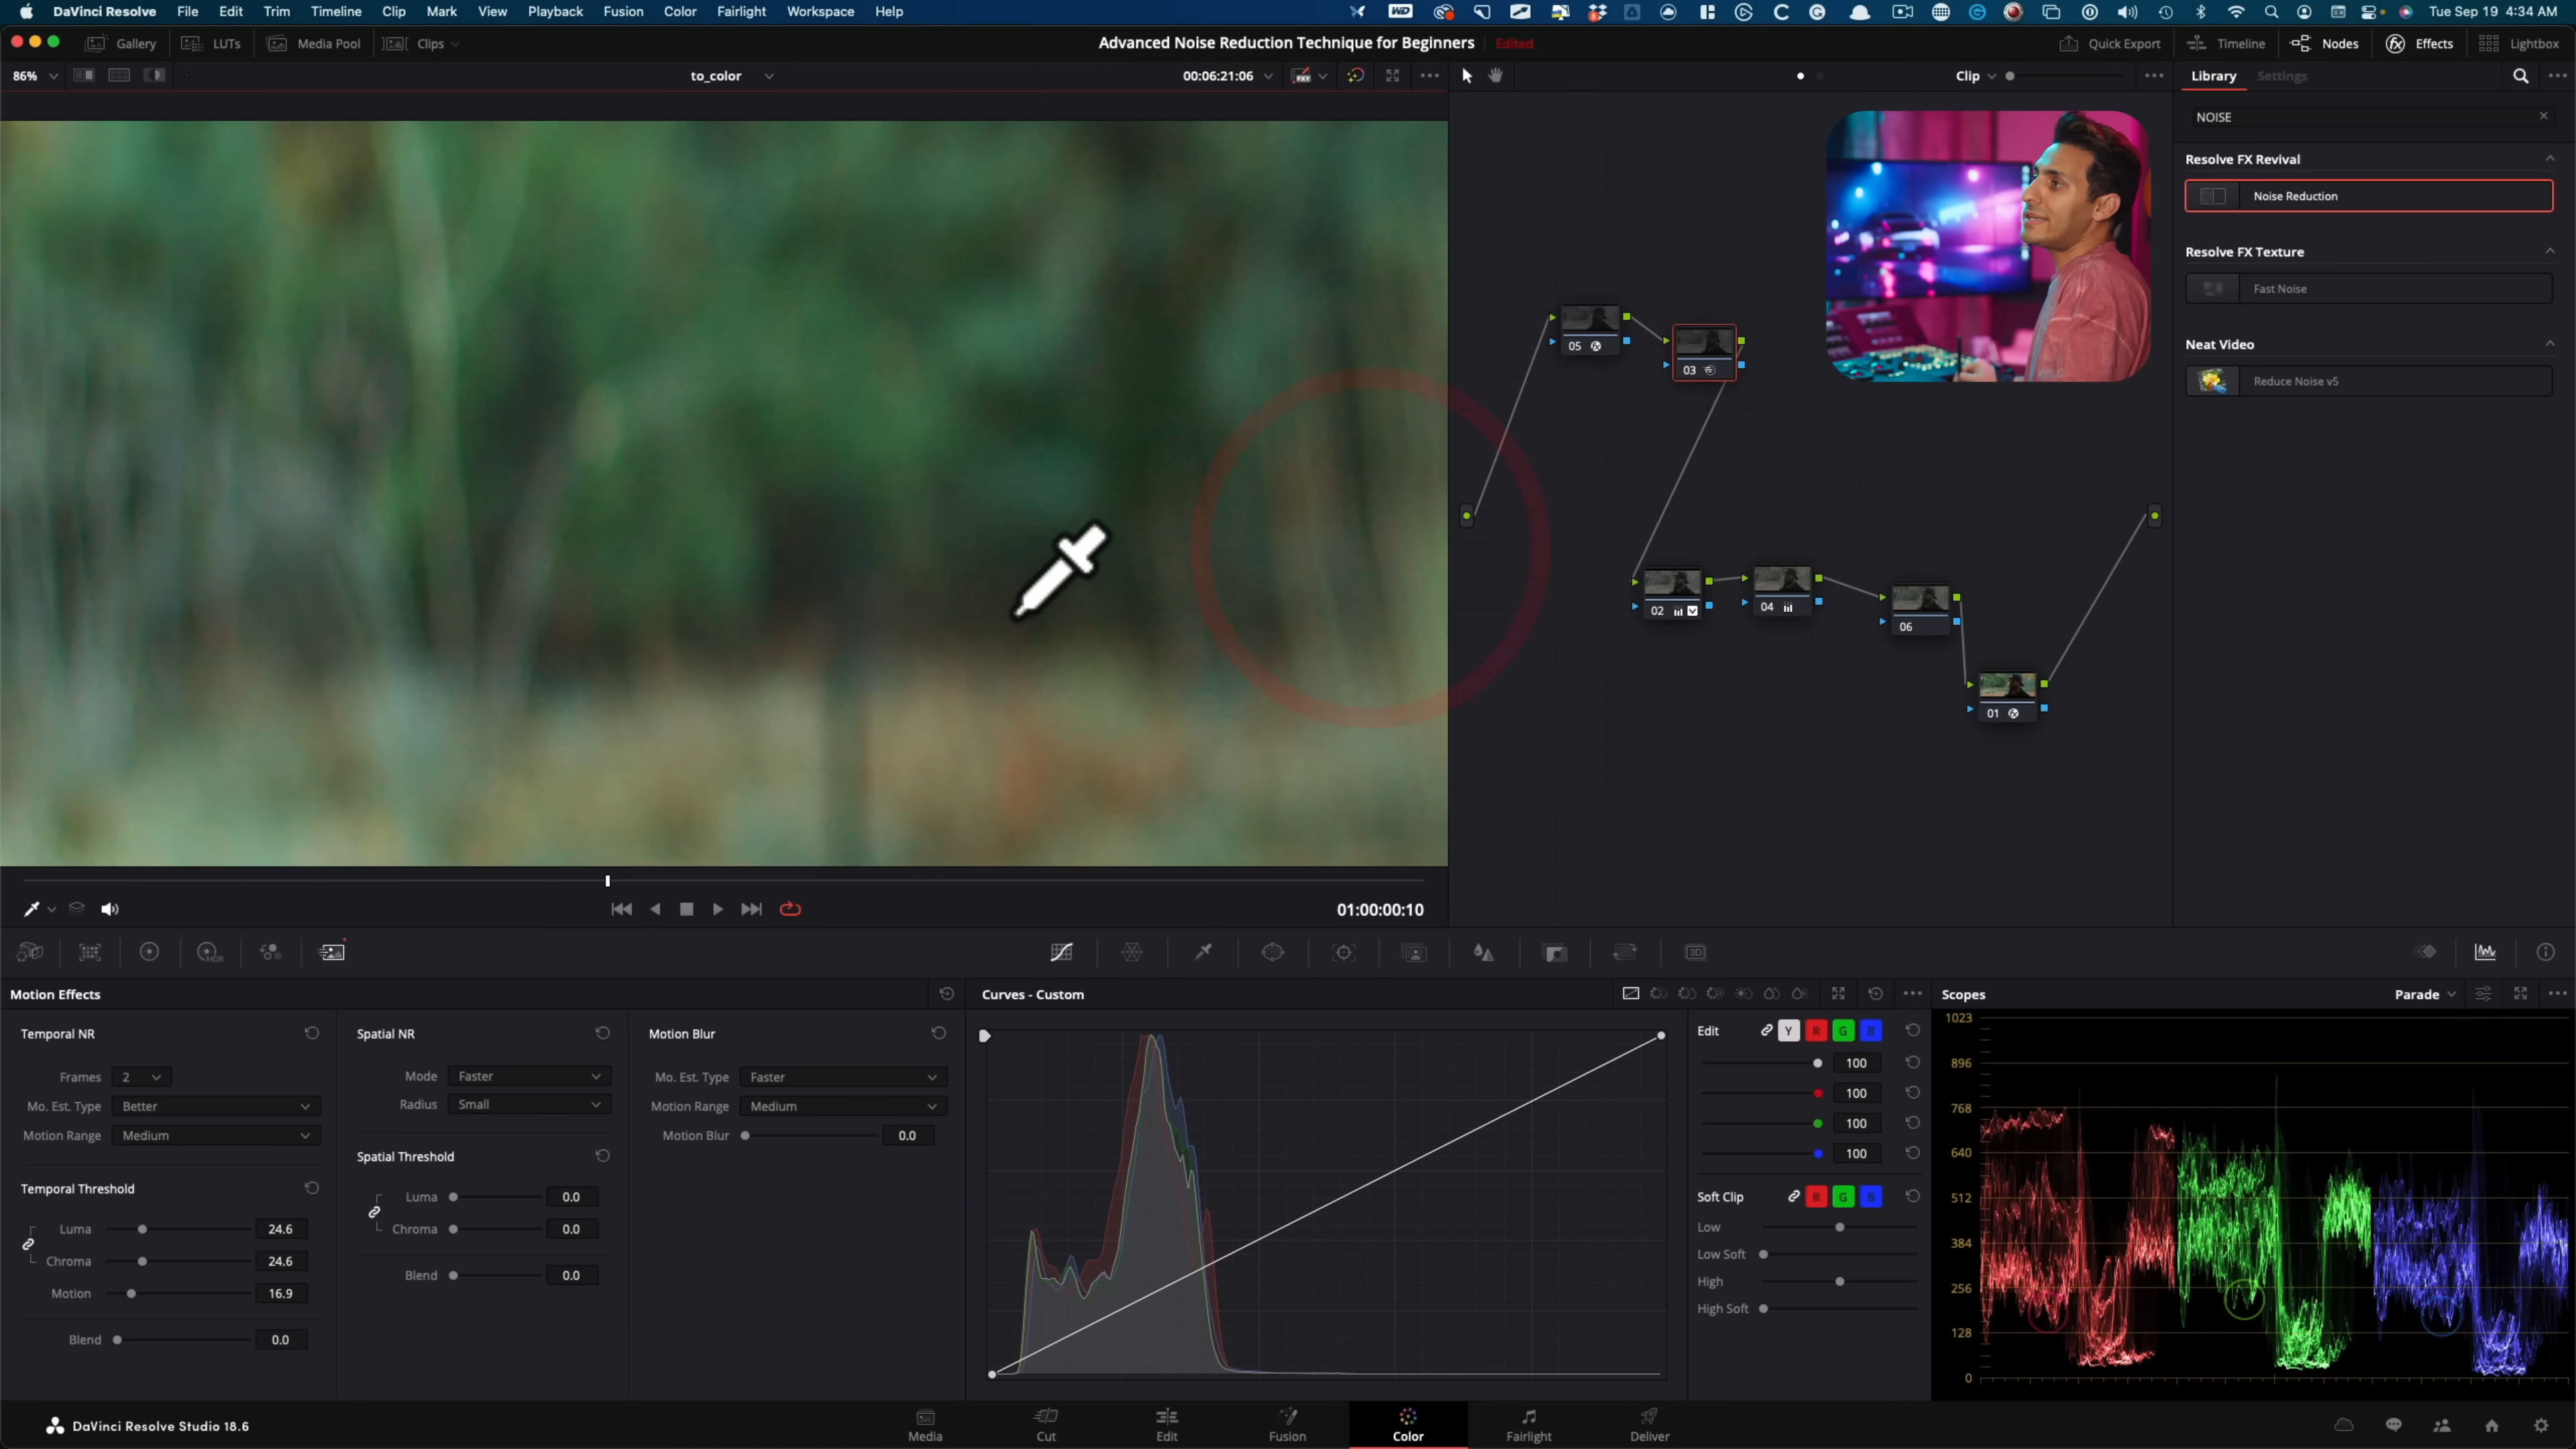 DaVinci Resolve File Edit Trim Timeline Clip Mark View Playback Fusion Color Fairlight Workspace Help Tue Sep 19 4:34 AM
Gallery LUTs Media Pool Clips Advanced Noise Reduction Technique for Beginners Edited Quick Export Timeline Nodes Effects Lightbox
86% to_color 00:06:21:06 Clip Library Settings
NOISE
Resolve FX Revival
Noise Reduction
Resolve FX Texture
Fast Noise
Neat Video
Reduce Noise v5
05
03
02
04
06
01
01:00:00:10
Motion Effects
Temporal NR
Frames 2
Mo. Est. Type Better
Motion Range Medium
Temporal Threshold
Luma 24.6
Chroma 24.6
Motion 16.9
Blend 0.0
Spatial NR
Mode Faster
Radius Small
Spatial Threshold
Luma 0.0
Chroma 0.0
Blend 0.0
Motion Blur
Mo. Est. Type Faster
Motion Range Medium
Motion Blur 0.0
Curves - Custom
Edit Y R G B
100
100
100
100
Soft Clip R G B
Low
Low Soft
High
High Soft
Scopes Parade
1023
896
768
640
512
384
256
128
0
DaVinci Resolve Studio 18.6
Media Cut Edit Fusion Color Fairlight Deliver